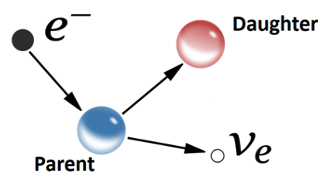 e⁻
Daughter
Parent
νₑ